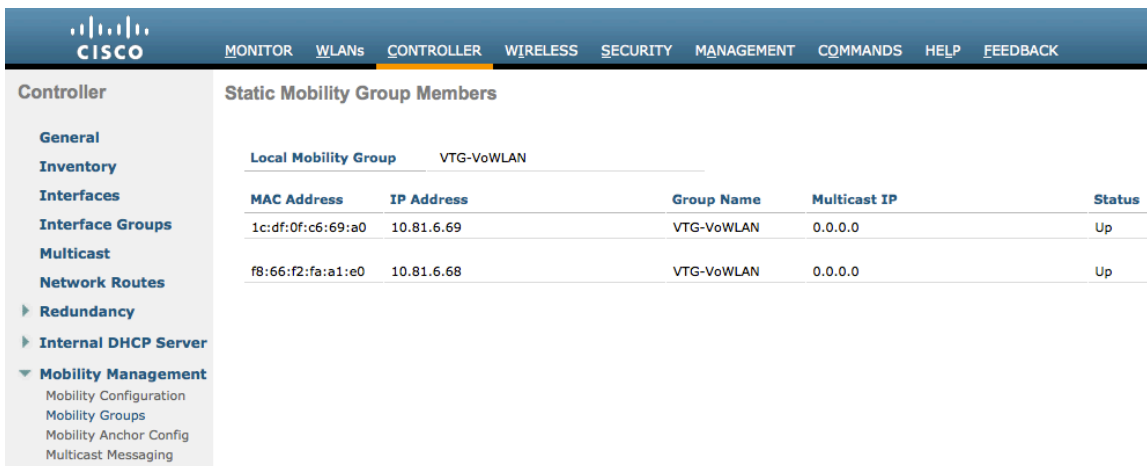 CISCO
MONITOR WLANs CONTROLLER WIRELESS SECURITY MANAGEMENT COMMANDS HELP FEEDBACK
Controller
General
Inventory
Interfaces
Interface Groups
Multicast
Network Routes
Redundancy
Internal DHCP Server
Mobility Management
Mobility Configuration
Mobility Groups
Mobility Anchor Config
Multicast Messaging
Static Mobility Group Members
Local Mobility Group VTG-VoWLAN
MAC Address IP Address Group Name Multicast IP Status
1c:df:0f:c6:69:a0 10.81.6.69 VTG-VoWLAN 0.0.0.0 Up
f8:66:f2:fa:a1:e0 10.81.6.68 VTG-VoWLAN 0.0.0.0 Up